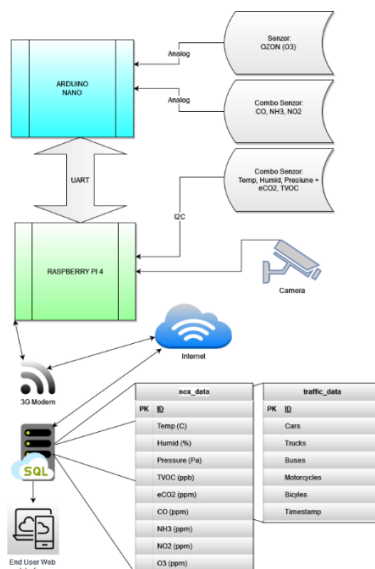 Senzor:
OZON (O3)
Analog
ARDUINO
NANO
Analog
Combo Senzor:
CO, NH3, NO2
Combo Senzor:
Temp, Humid, Presiune +
eCO2, TVOC
UART
I2C
RASPBERRY PI 4
Camera
Internet
3G Modem
SQL
End User Web
nox_data
PK ID
Temp (C)
Humid (%)
Pressure (Pa)
TVOC (ppb)
eCO2 (ppm)
CO (ppm)
NH3 (ppm)
NO2 (ppm)
O3 (ppm)
traffic_data
PK ID
Cars
Trucks
Buses
Motorcycles
Bicyles
Timestamp